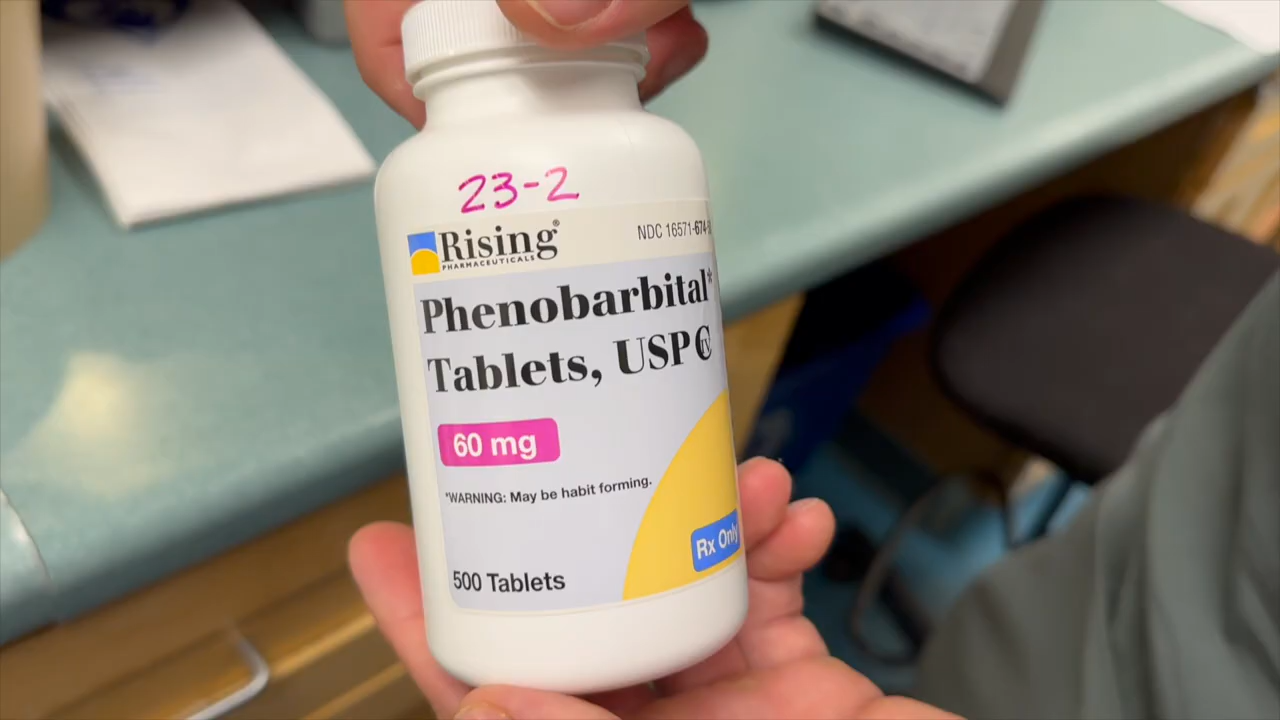 23-2
Rising®
PHARMACEUTICALS
NDC 16571-674-
Phenobarbital*
Tablets, USP CIV
60 mg
*WARNING: May be habit forming.
500 Tablets
Rx Only